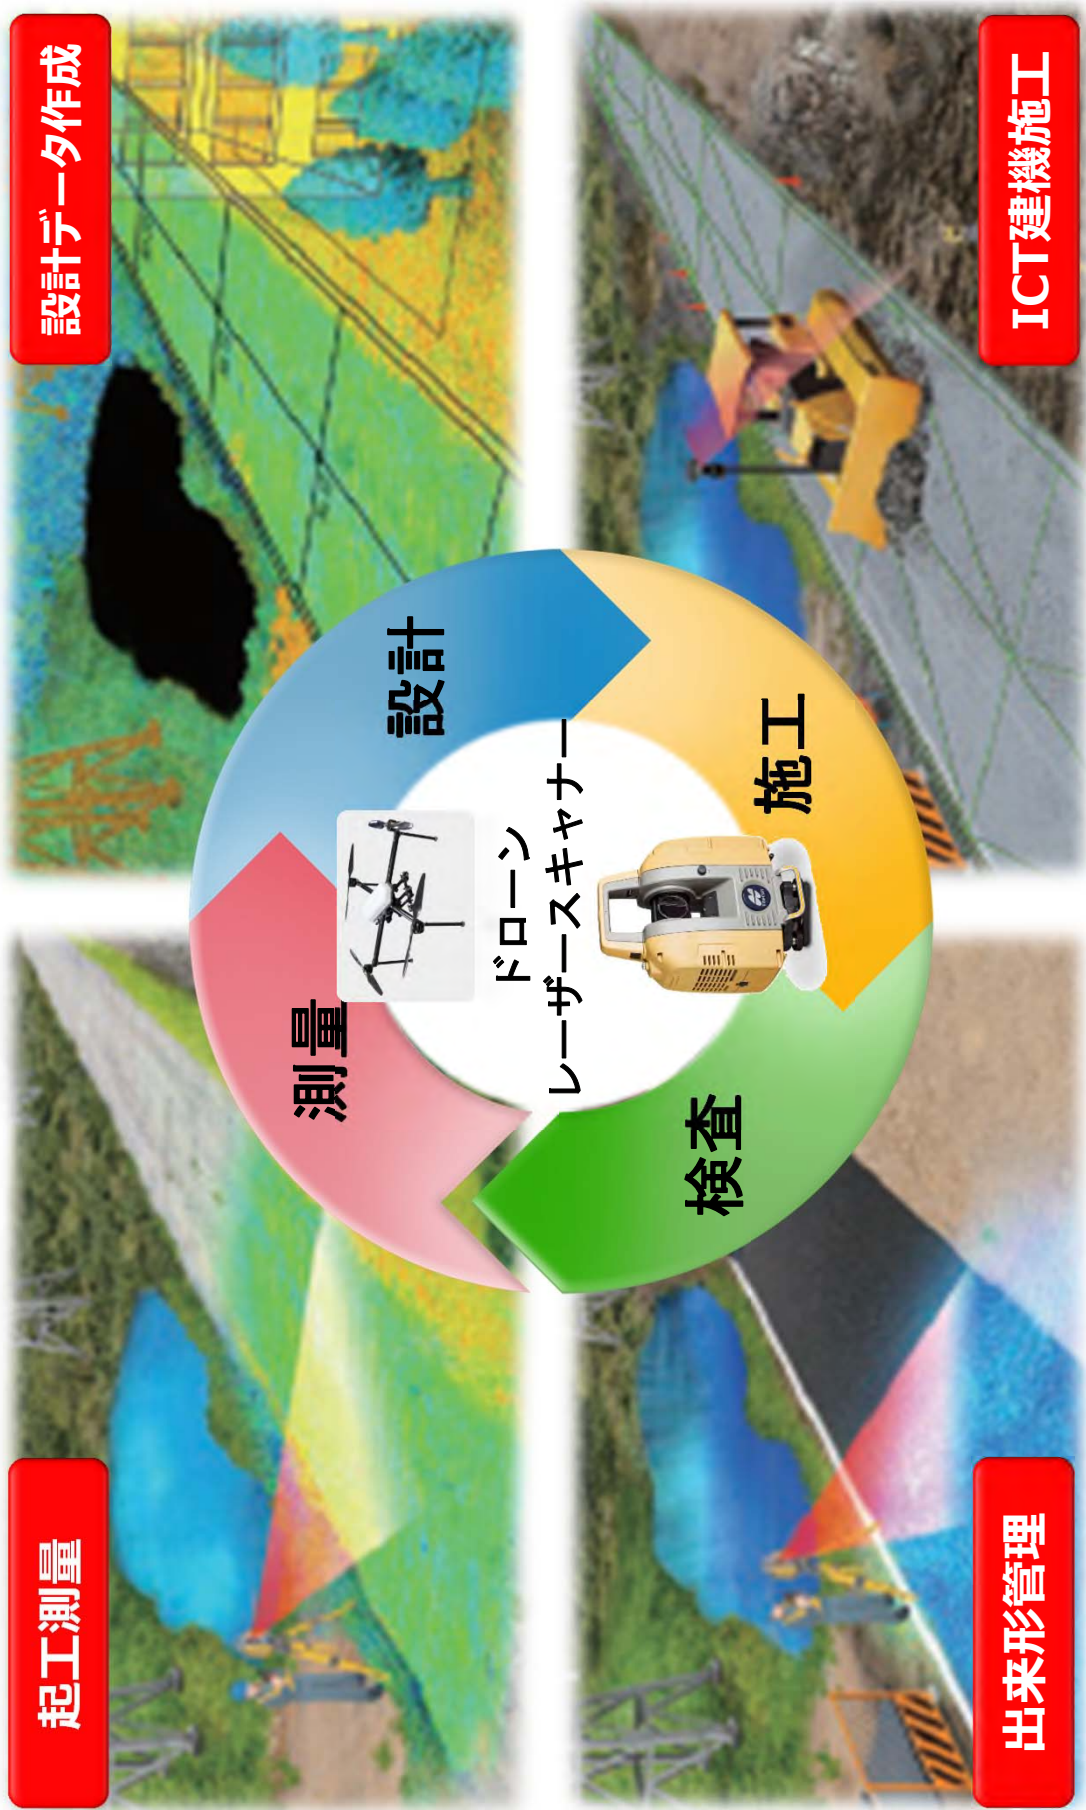 起工測量
設計データ作成
測量
設計
ドローン
レーザースキャナー
検査
施工
出来形管理
ICT建機施工